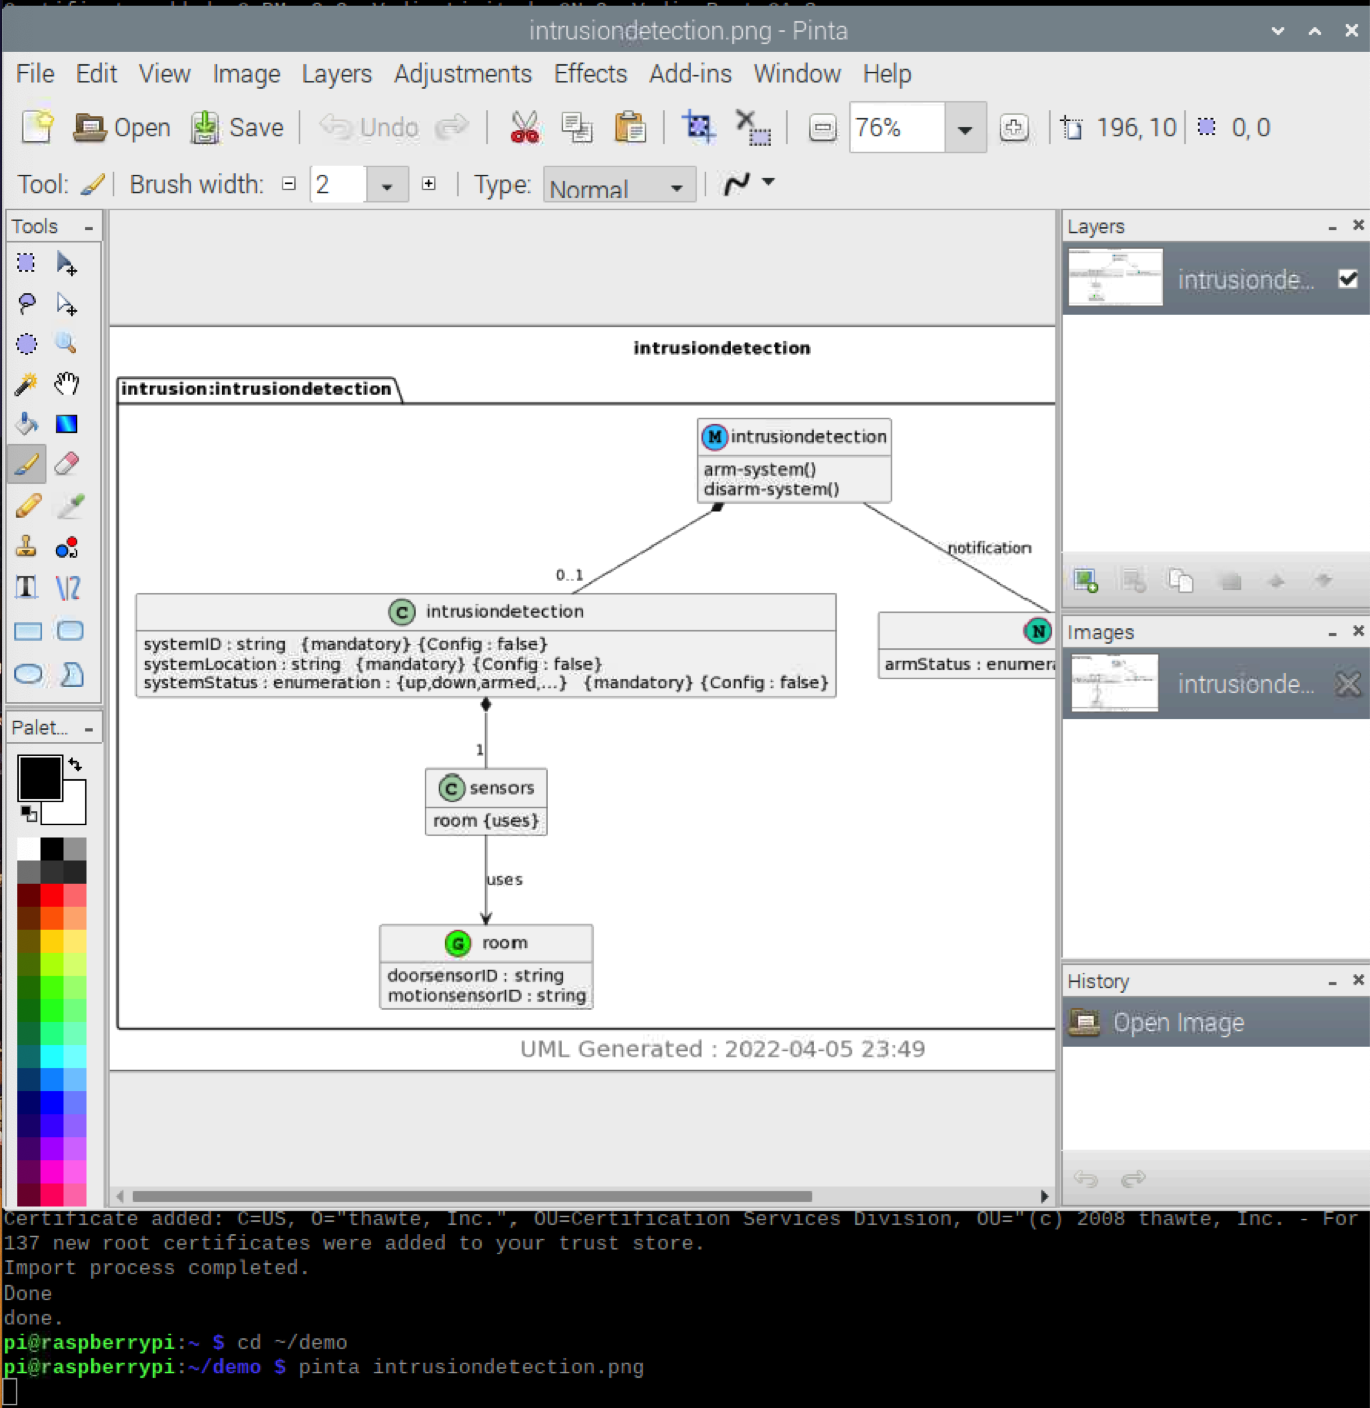 intrusiondetection.png - Pinta
File Edit View Image Layers Adjustments Effects Add-ins Window Help
Open Save Undo 76% 196, 10 0, 0
Tool: Brush width: 2 Type: Normal
Tools
Layers
intrusionde...
intrusiondetection
intrusion:intrusiondetection
M intrusiondetection
arm-system()
disarm-system()
notification
0..1
C intrusiondetection
systemID : string {mandatory} {Config : false}
systemLocation : string {mandatory} {Config : false}
systemStatus : enumeration : {up,down,armed,...} {mandatory} {Config : false}
N
armStatus : enumera
Images
intrusionde...
1
C sensors
room {uses}
uses
G room
doorsensorID : string
motionsensorID : string
Palet...
History
Open Image
UML Generated : 2022-04-05 23:49
Certificate added: C=US, O="thawte, Inc.", OU=Certification Services Division, OU="(c) 2008 thawte, Inc. - For
137 new root certificates were added to your trust store.
Import process completed.
Done
done.
pi@raspberrypi:~ $ cd ~/demo
pi@raspberrypi:~/demo $ pinta intrusiondetection.png